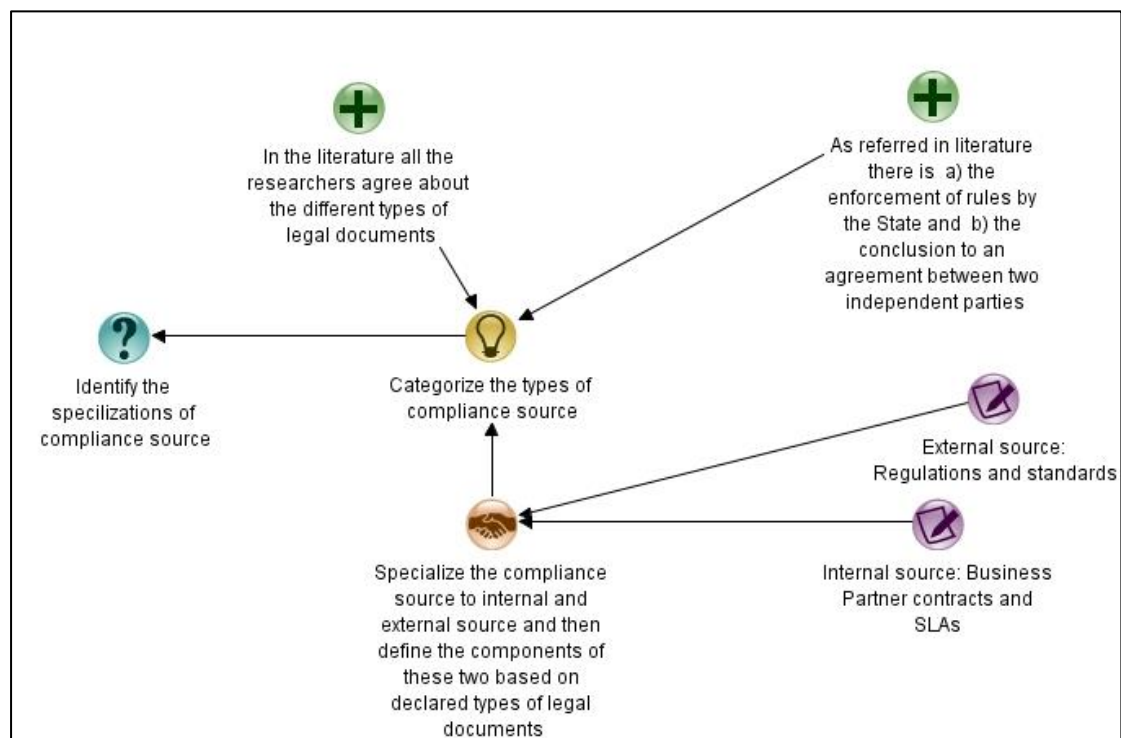 In the literature all the
researchers agree about
the different types of
legal documents
As referred in literature
there is  a) the
enforcement of rules by
the State and  b) the
conclusion to an
agreement between two
independent parties
?
Identify the
specilizations of
compliance source
Categorize the types of
compliance source
External source:
Regulations and standards
Specialize the compliance
source to internal and
external source and then
define the components of
these two based on
declared types of legal
documents
Internal source: Business
Partner contracts and
SLAs